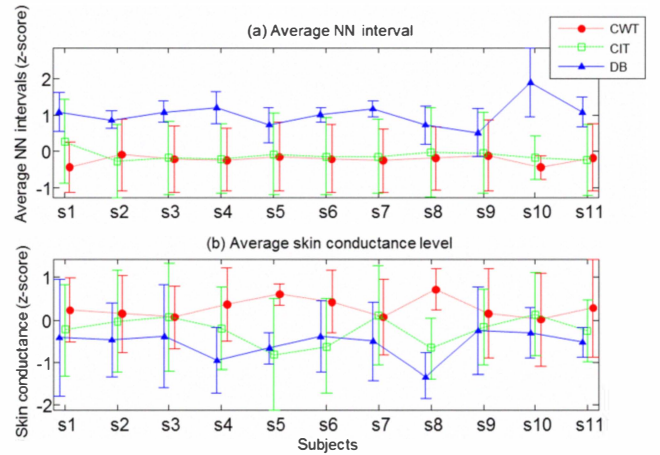 (a) Average NN interval
CWT
CIT
DB
Average NN intervals (z-score)
2
1
0
-1
s1 s2 s3 s4 s5 s6 s7 s8 s9 s10 s11
(b) Average skin conductance level
Skin conductance (z-score)
1
0
-1
-2
s1 s2 s3 s4 s5 s6 s7 s8 s9 s10 s11
Subjects